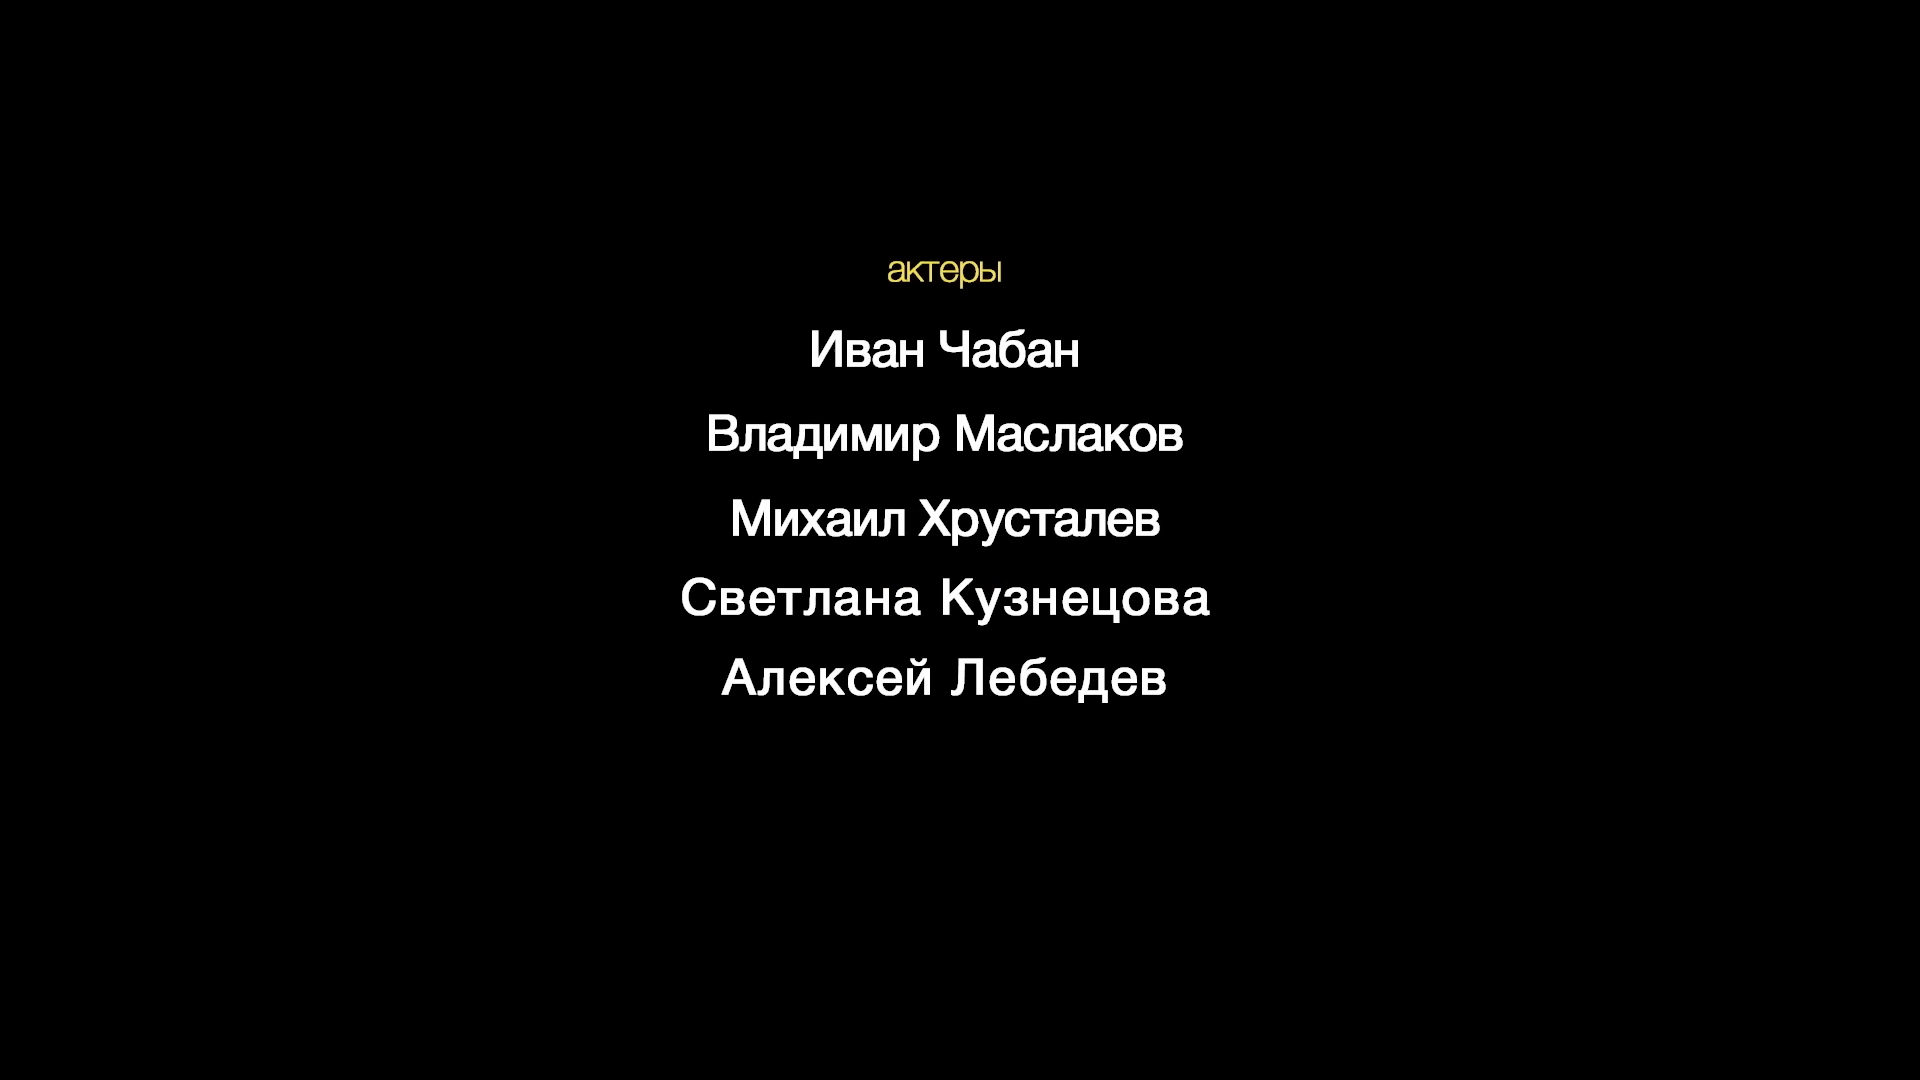 актеры
Иван Чабан
Владимир Маслаков
Михаил Хрусталев
Светлана Кузнецова
Алексей Лебедев